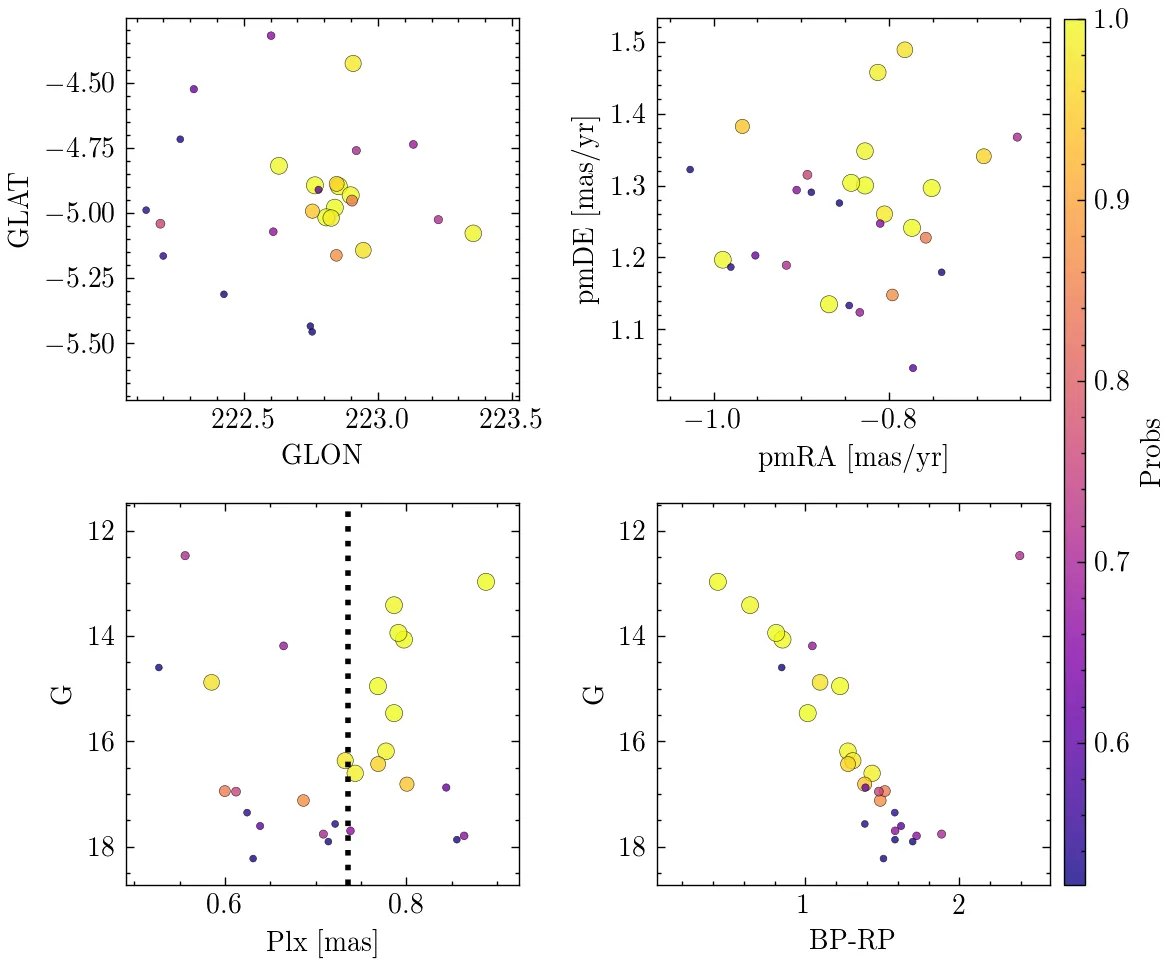 −4.50
−4.75
−5.00
−5.25
−5.50
GLAT
222.5 223.0 223.5
GLON
1.5
1.4
1.3
1.2
1.1
pmDE [mas/yr]
−1.0 −0.8
pmRA [mas/yr]
12
14
16
18
G
0.6 0.8
Plx [mas]
12
14
16
18
G
1 2
BP-RP
1.0
0.9
0.8
0.7
0.6
Probs